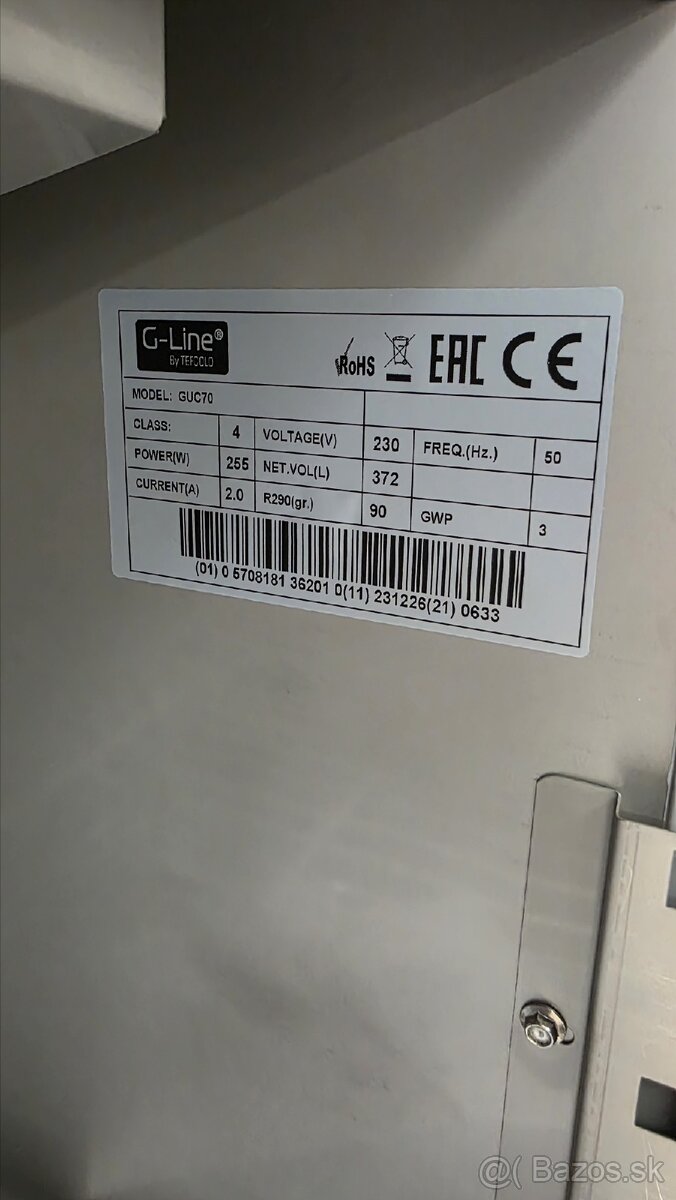 G-Line®
By TEFCOLD
RoHS EAC CE
MODEL: GUC70
CLASS: 4 VOLTAGE(V) 230 FREQ.(Hz.) 50
POWER(W) 255 NET.VOL(L) 372
CURRENT(A) 2.0 R290(gr.) 90 GWP 3
(01) 0 5708181 36201 0(11) 231226(21) 0633
@( Bazos.sk